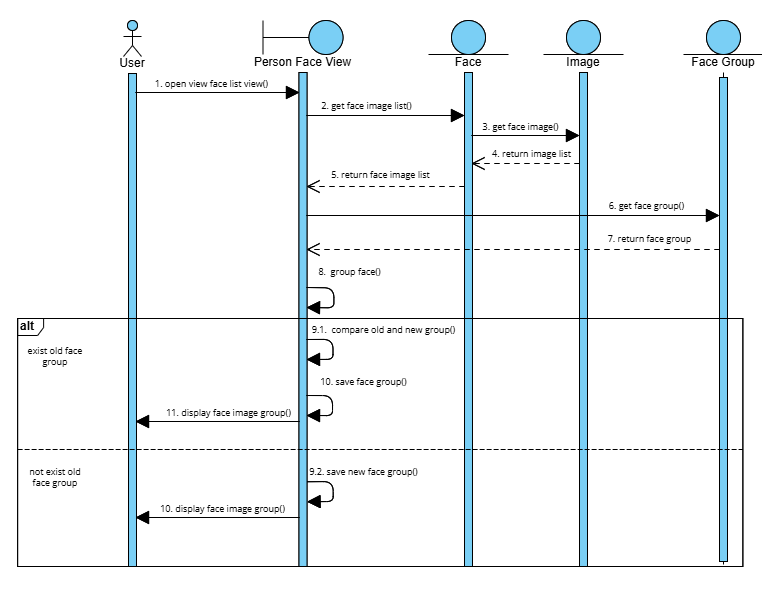 User
Person Face View
Face
Image
Face Group
1. open view face list view()
2. get face image list()
3. get face image()
4. return image list
5. return face image list
6. get face group()
7. return face group
8. group face()
alt
9.1. compare old and new group()
exist old face
group
10. save face group()
11. display face image group()
not exist old
face group
9.2. save new face group()
10. display face image group()